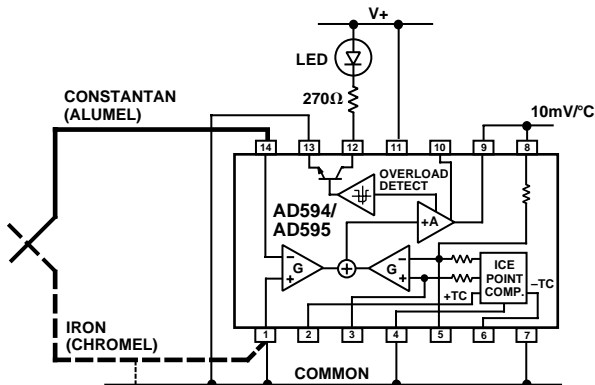 V+
LED
270Ω
CONSTANTAN
(ALUMEL)
10mV/°C
14
13
12
11
10
9
8
OVERLOAD
DETECT
AD594/
AD595
+A
–
+
G
+
G
–
+
ICE
POINT
COMP.
+TC
–TC
IRON
(CHROMEL)
1
2
3
4
5
6
7
COMMON